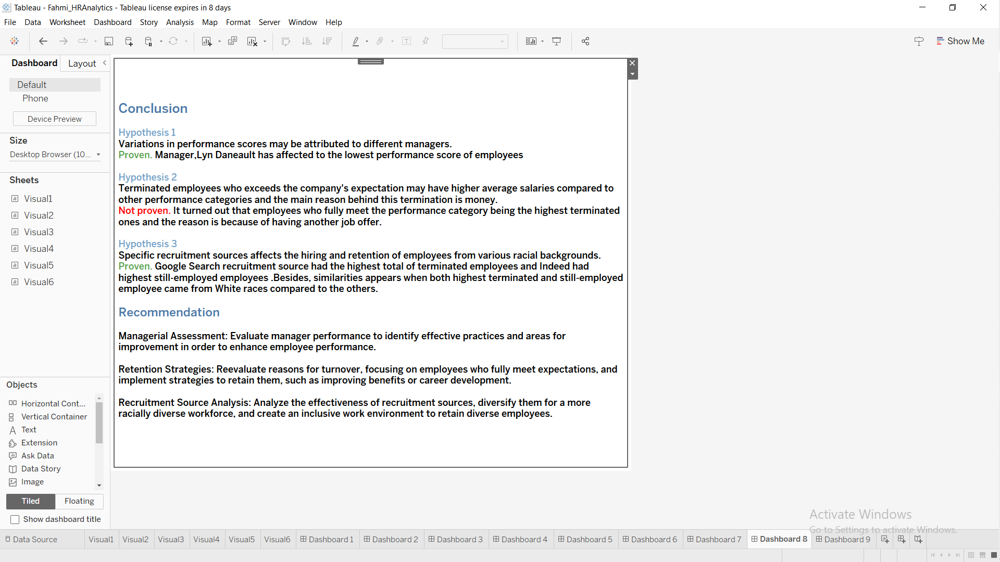 Tableau - Fahmi_HRAnalytics - Tableau license expires in 8 days
File Data Worksheet Dashboard Story Analysis Map Format Server Window Help
Show Me
Dashboard Layout
Default
Phone
Device Preview
Size
Desktop Browser (10...
Sheets
Visual1
Visual2
Visual3
Visual4
Visual5
Visual6
Objects
Horizontal Cont...
Vertical Container
Text
Extension
Ask Data
Data Story
Image
Tiled Floating
Show dashboard title
Conclusion
Hypothesis 1
Variations in performance scores may be attributed to different managers.
Proven. Manager,Lyn Daneault has affected to the lowest performance score of employees
Hypothesis 2
Terminated employees who exceeds the company's expectation may have higher average salaries compared to
other performance categories and the main reason behind this termination is money.
Not proven. It turned out that employees who fully meet the performance category being the highest terminated
ones and the reason is because of having another job offer.
Hypothesis 3
Specific recruitment sources affects the hiring and retention of employees from various racial backgrounds.
Proven. Google Search recruitment source had the highest total of terminated employees and Indeed had
highest still-employed employees .Besides, similarities appears when both highest terminated and still-employed
employee came from White races compared to the others.
Recommendation
Managerial Assessment: Evaluate manager performance to identify effective practices and areas for
improvement in order to enhance employee performance.
Retention Strategies: Reevaluate reasons for turnover, focusing on employees who fully meet expectations, and
implement strategies to retain them, such as improving benefits or career development.
Recruitment Source Analysis: Analyze the effectiveness of recruitment sources, diversify them for a more
racially diverse workforce, and create an inclusive work environment to retain diverse employees.
Activate Windows
Go to Settings to activate Windows.
Data Source Visual1 Visual2 Visual3 Visual4 Visual5 Visual6 Dashboard 1 Dashboard 2 Dashboard 3 Dashboard 4 Dashboard 5 Dashboard 6 Dashboard 7 Dashboard 8 Dashboard 9